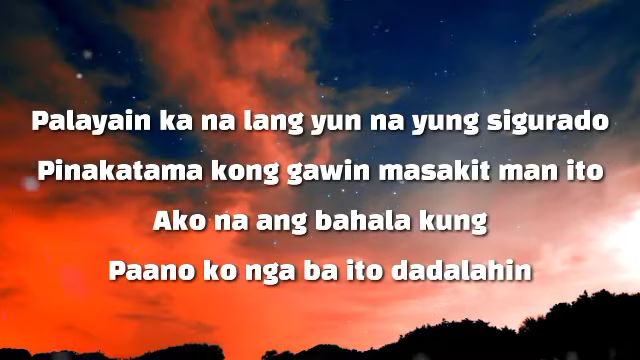 Palayain ka na lang yun na yung sigurado
Pinakatama kong gawin masakit man ito
Ako na ang bahala kung
Paano ko nga ba ito dadalahin